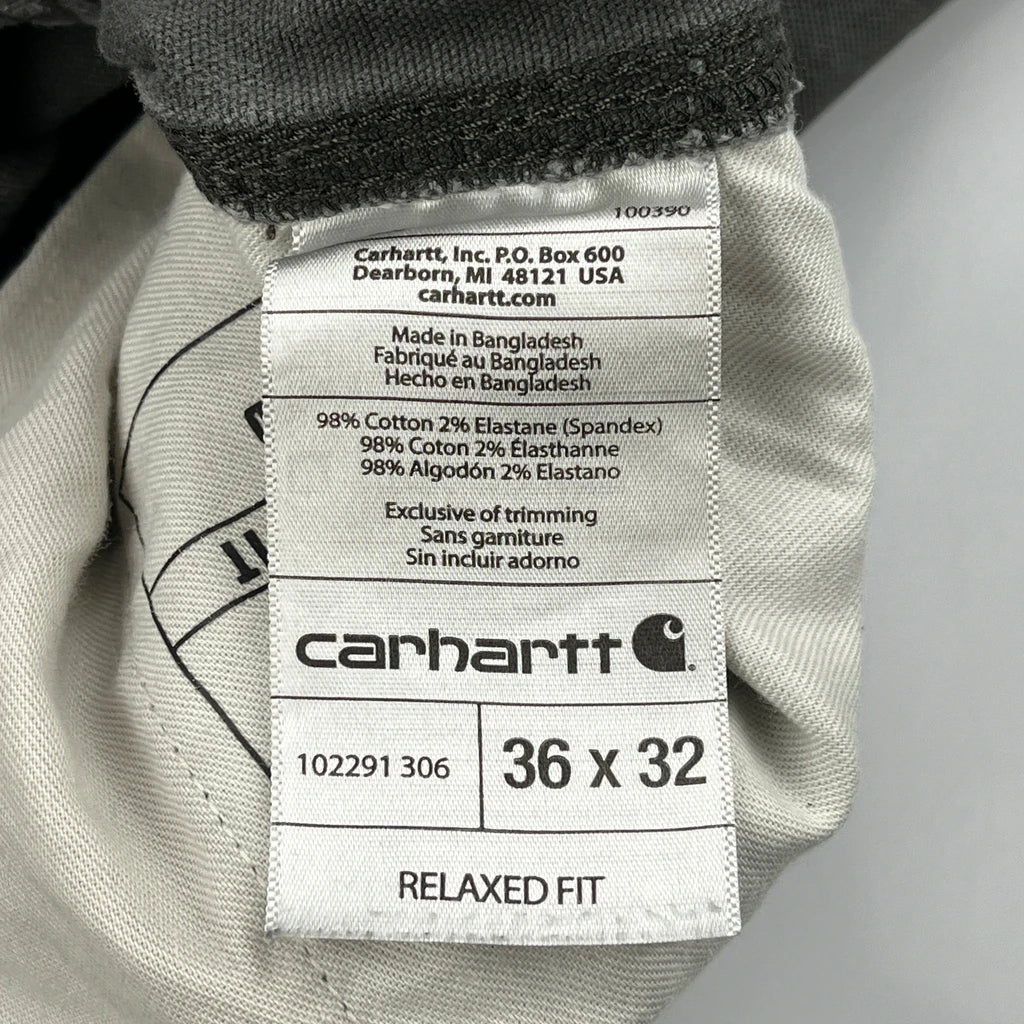 100390
Carhartt, Inc. P.O. Box 600
Dearborn, MI 48121 USA
carhartt.com
Made in Bangladesh
Fabriqué au Bangladesh
Hecho en Bangladesh
98% Cotton 2% Elastane (Spandex)
98% Coton 2% Élasthanne
98% Algodón 2% Elastano
Exclusive of trimming
Sans garniture
Sin incluir adorno
carhartt
102291 306
36 x 32
RELAXED FIT